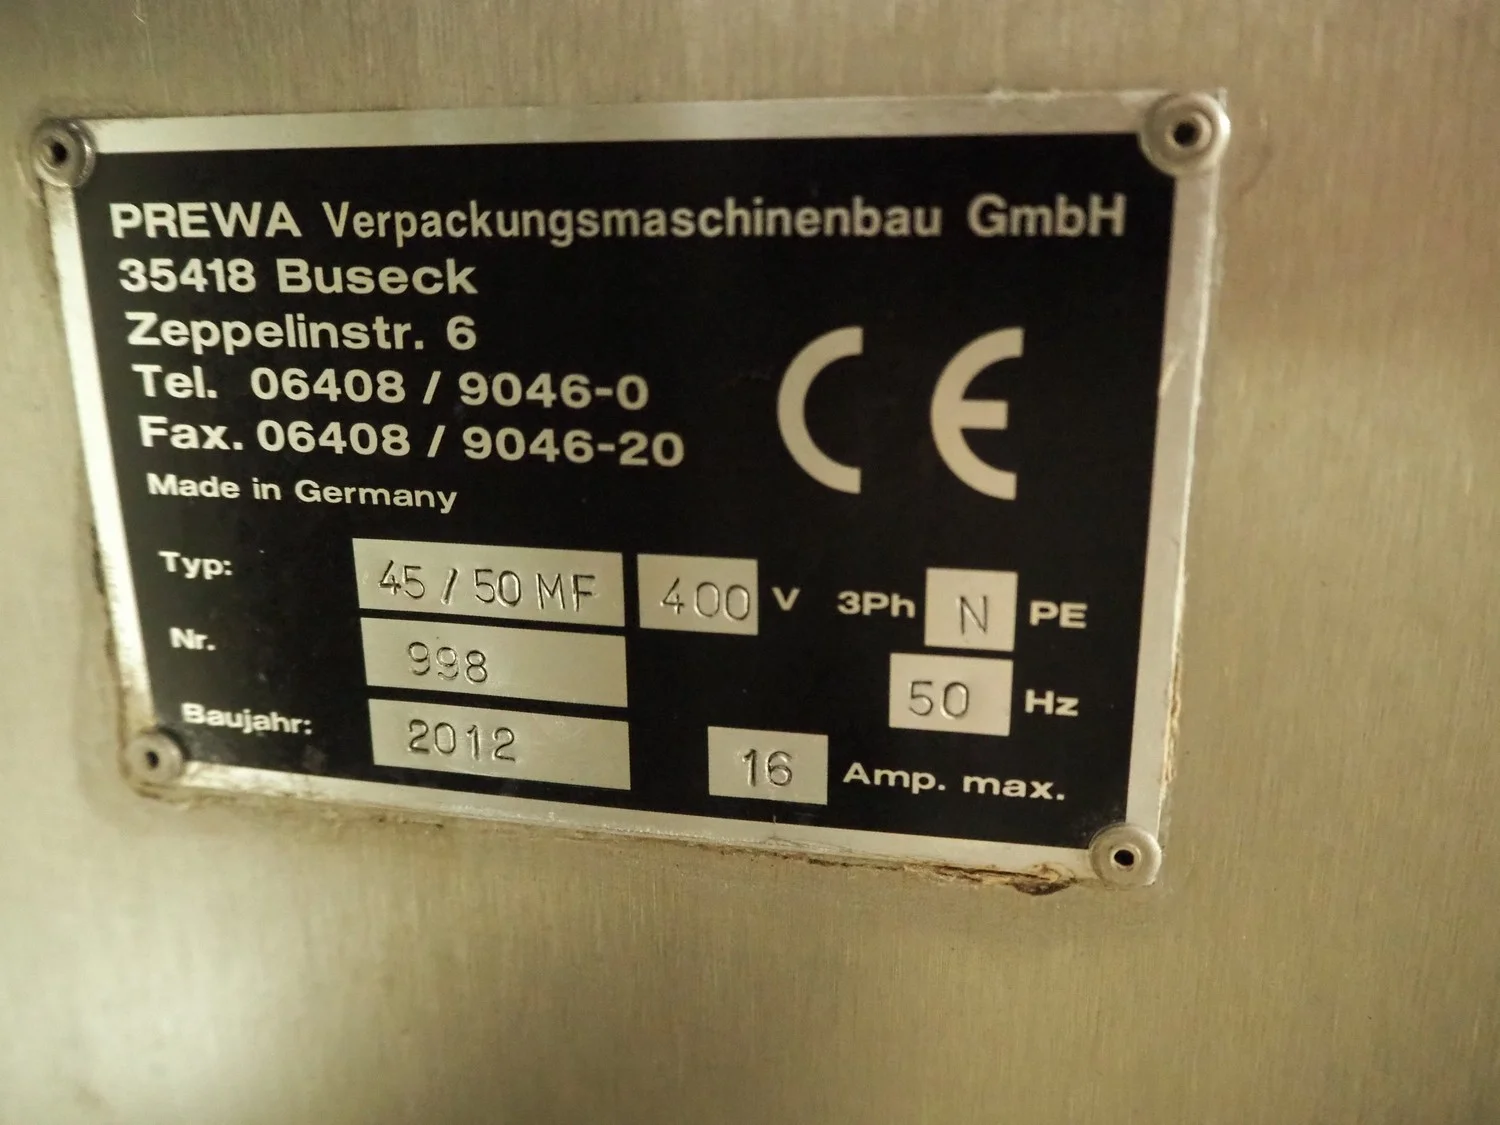 PREWA Verpackungsmaschinenbau GmbH
35418 Buseck
Zeppelinstr. 6
Tel. 06408 / 9046-0
Fax. 06408 / 9046-20
Made in Germany
CE
Typ: 45 / 50 MF 400 V 3Ph N PE
Nr. 998 50 Hz
Baujahr: 2012 16 Amp. max.